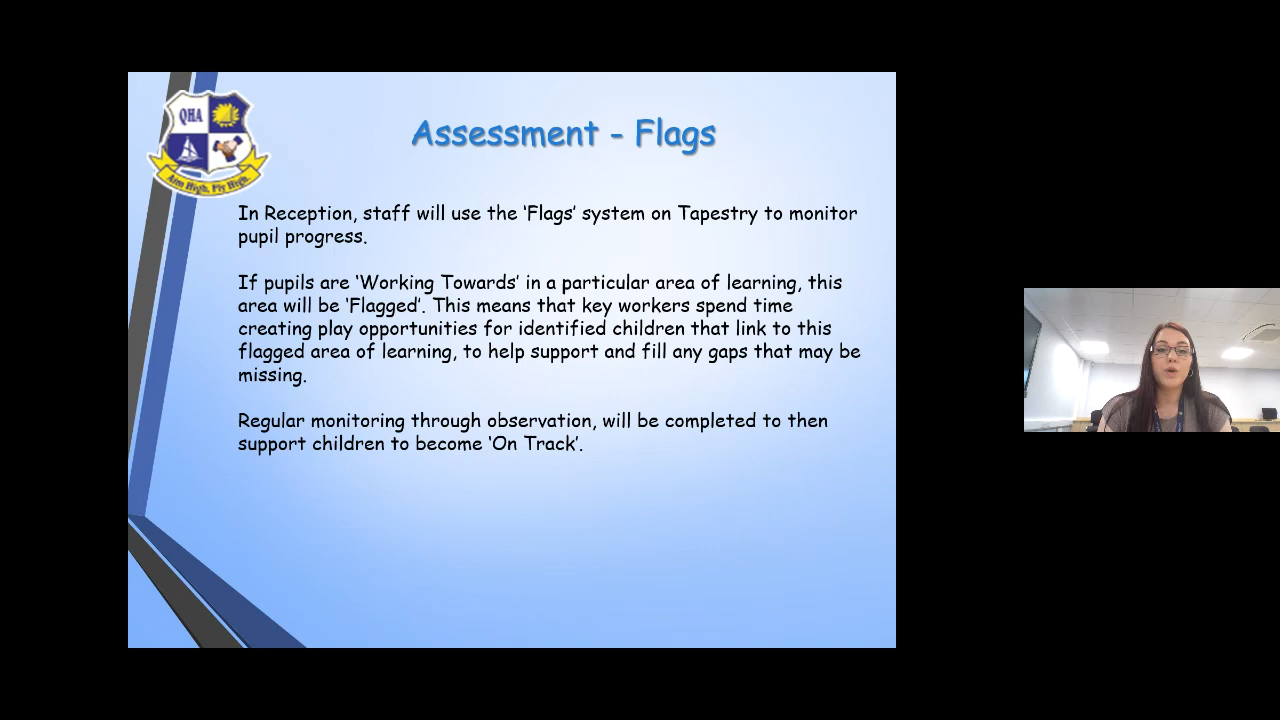 QHA
Aim High, Fly High.
Assessment - Flags
In Reception, staff will use the ‘Flags’ system on Tapestry to monitor
pupil progress.
If pupils are ‘Working Towards’ in a particular area of learning, this
area will be ‘Flagged’. This means that key workers spend time
creating play opportunities for identified children that link to this
flagged area of learning, to help support and fill any gaps that may be
missing.
Regular monitoring through observation, will be completed to then
support children to become ‘On Track’.